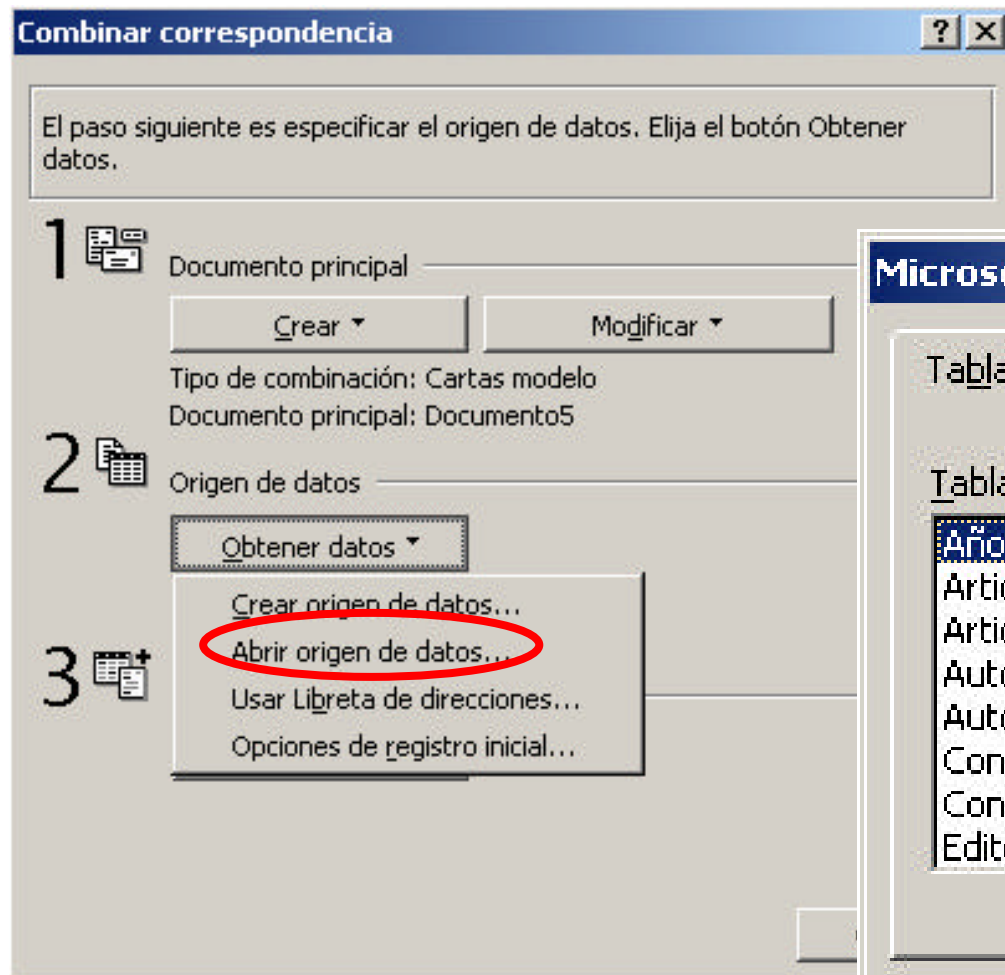 Combinar correspondencia
El paso siguiente es especificar el origen de datos. Elija el botón Obtener
datos.
1
Documento principal
Crear
Modificar
Tipo de combinación: Cartas modelo
Documento principal: Documento5
2
Origen de datos
Obtener datos
Crear origen de datos...
Abrir origen de datos...
Usar Libreta de direcciones...
Opciones de registro inicial...
3